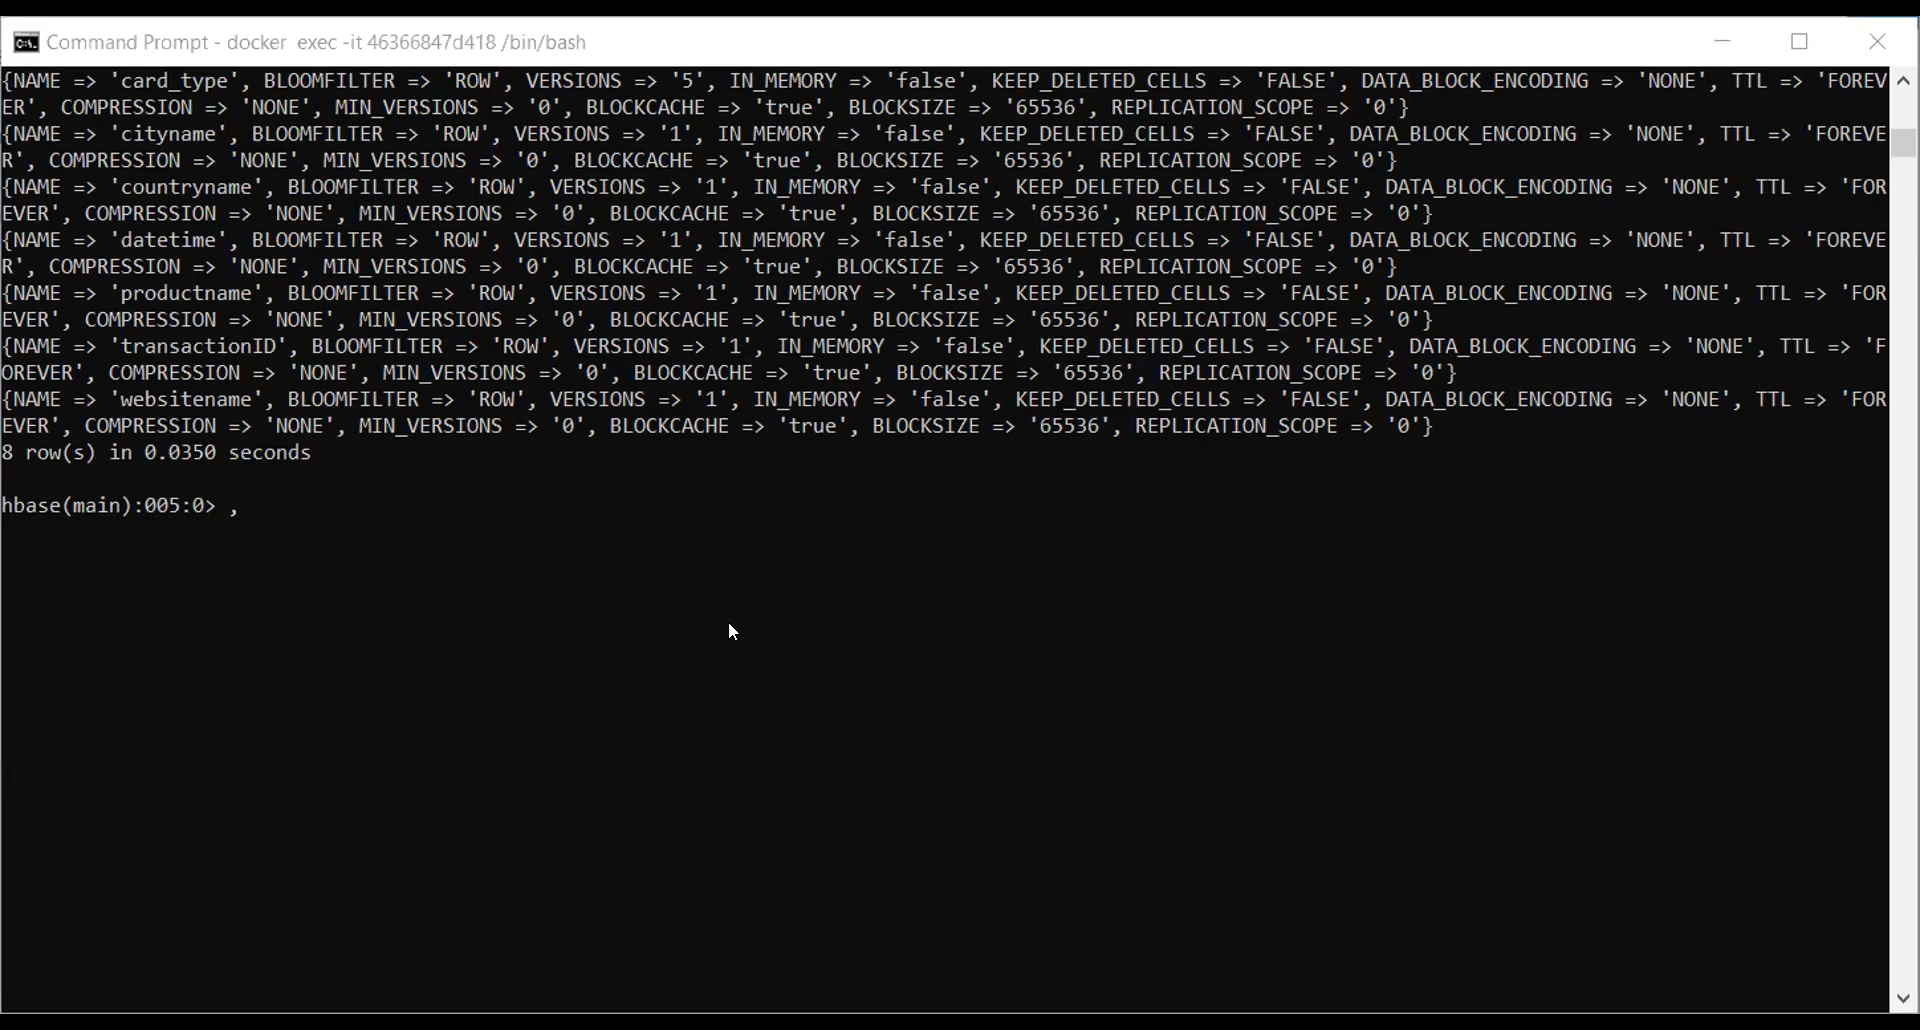 Command Prompt - docker  exec -it 46366847d418 /bin/bash
{NAME => 'card_type', BLOOMFILTER => 'ROW', VERSIONS => '5', IN_MEMORY => 'false', KEEP_DELETED_CELLS => 'FALSE', DATA_BLOCK_ENCODING => 'NONE', TTL => 'FOREV
ER', COMPRESSION => 'NONE', MIN_VERSIONS => '0', BLOCKCACHE => 'true', BLOCKSIZE => '65536', REPLICATION_SCOPE => '0'}
{NAME => 'cityname', BLOOMFILTER => 'ROW', VERSIONS => '1', IN_MEMORY => 'false', KEEP_DELETED_CELLS => 'FALSE', DATA_BLOCK_ENCODING => 'NONE', TTL => 'FOREVE
R', COMPRESSION => 'NONE', MIN_VERSIONS => '0', BLOCKCACHE => 'true', BLOCKSIZE => '65536', REPLICATION_SCOPE => '0'}
{NAME => 'countryname', BLOOMFILTER => 'ROW', VERSIONS => '1', IN_MEMORY => 'false', KEEP_DELETED_CELLS => 'FALSE', DATA_BLOCK_ENCODING => 'NONE', TTL => 'FOR
EVER', COMPRESSION => 'NONE', MIN_VERSIONS => '0', BLOCKCACHE => 'true', BLOCKSIZE => '65536', REPLICATION_SCOPE => '0'}
{NAME => 'datetime', BLOOMFILTER => 'ROW', VERSIONS => '1', IN_MEMORY => 'false', KEEP_DELETED_CELLS => 'FALSE', DATA_BLOCK_ENCODING => 'NONE', TTL => 'FOREVE
R', COMPRESSION => 'NONE', MIN_VERSIONS => '0', BLOCKCACHE => 'true', BLOCKSIZE => '65536', REPLICATION_SCOPE => '0'}
{NAME => 'productname', BLOOMFILTER => 'ROW', VERSIONS => '1', IN_MEMORY => 'false', KEEP_DELETED_CELLS => 'FALSE', DATA_BLOCK_ENCODING => 'NONE', TTL => 'FOR
EVER', COMPRESSION => 'NONE', MIN_VERSIONS => '0', BLOCKCACHE => 'true', BLOCKSIZE => '65536', REPLICATION_SCOPE => '0'}
{NAME => 'transactionID', BLOOMFILTER => 'ROW', VERSIONS => '1', IN_MEMORY => 'false', KEEP_DELETED_CELLS => 'FALSE', DATA_BLOCK_ENCODING => 'NONE', TTL => 'F
OREVER', COMPRESSION => 'NONE', MIN_VERSIONS => '0', BLOCKCACHE => 'true', BLOCKSIZE => '65536', REPLICATION_SCOPE => '0'}
{NAME => 'websitename', BLOOMFILTER => 'ROW', VERSIONS => '1', IN_MEMORY => 'false', KEEP_DELETED_CELLS => 'FALSE', DATA_BLOCK_ENCODING => 'NONE', TTL => 'FOR
EVER', COMPRESSION => 'NONE', MIN_VERSIONS => '0', BLOCKCACHE => 'true', BLOCKSIZE => '65536', REPLICATION_SCOPE => '0'}
8 row(s) in 0.0350 seconds
hbase(main):005:0> ,